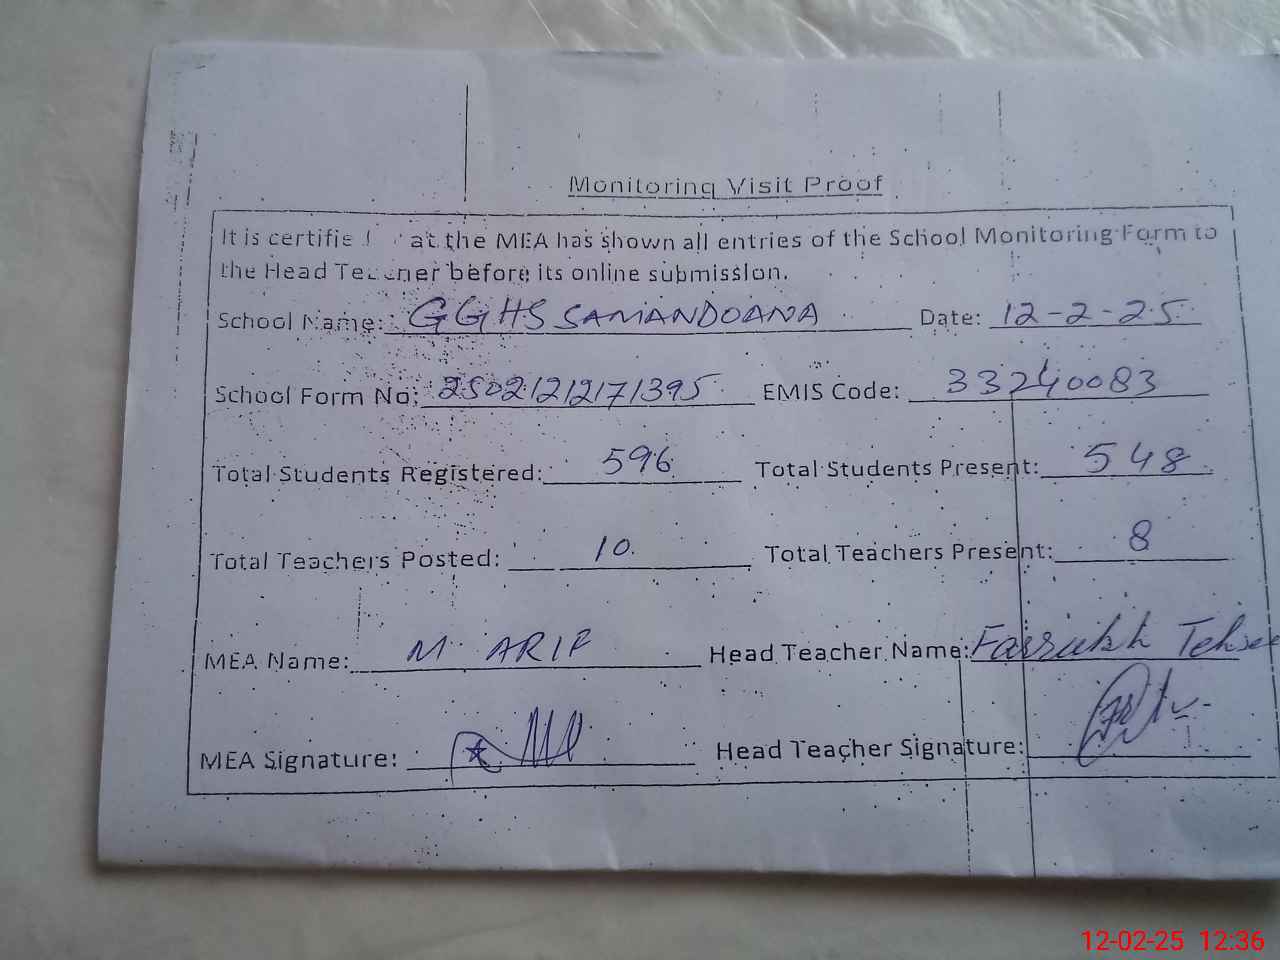 Monitoring Visit Proof
It is certifie at the MEA has shown all entries of the School Monitoring Form to
the Head Teacher before its online submission.
School Name: GGHS SAMANDOANA Date: 12-2-25
School Form No: 25021212171395 EMIS Code: 33240083
Total Students Registered: 596 Total Students Present: 548
Total Teachers Posted: 10 Total Teachers Present: 8
MEA Name: M. ARIF Head Teacher Name: Farrukh
MEA Signature: Head Teacher Signature:
12-02-25 12:36